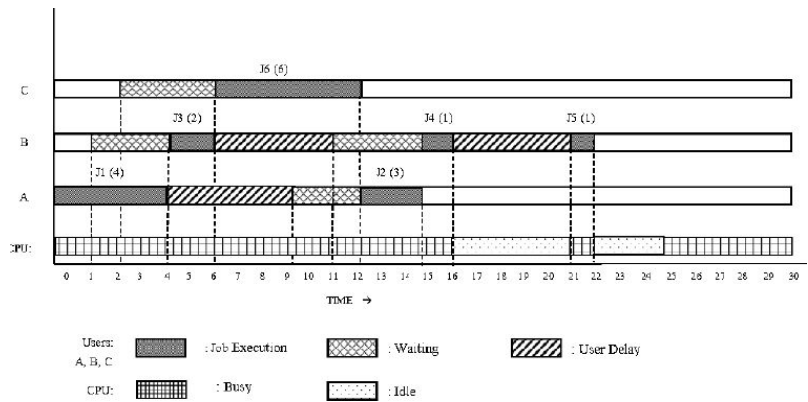 J6 (6)
C
J3 (2)
J4 (1)
J5 (1)
B
J1 (4)
J2 (3)
A
CPU:
0 1 2 3 4 5 6 7 8 9 10 11 12 13 14 15 16 17 18 19 20 21 22 23 24 25 26 27 28 29 30
TIME →
Users:
A, B, C
: Job Execution
: Waiting
: User Delay
CPU:
: Busy
: Idle